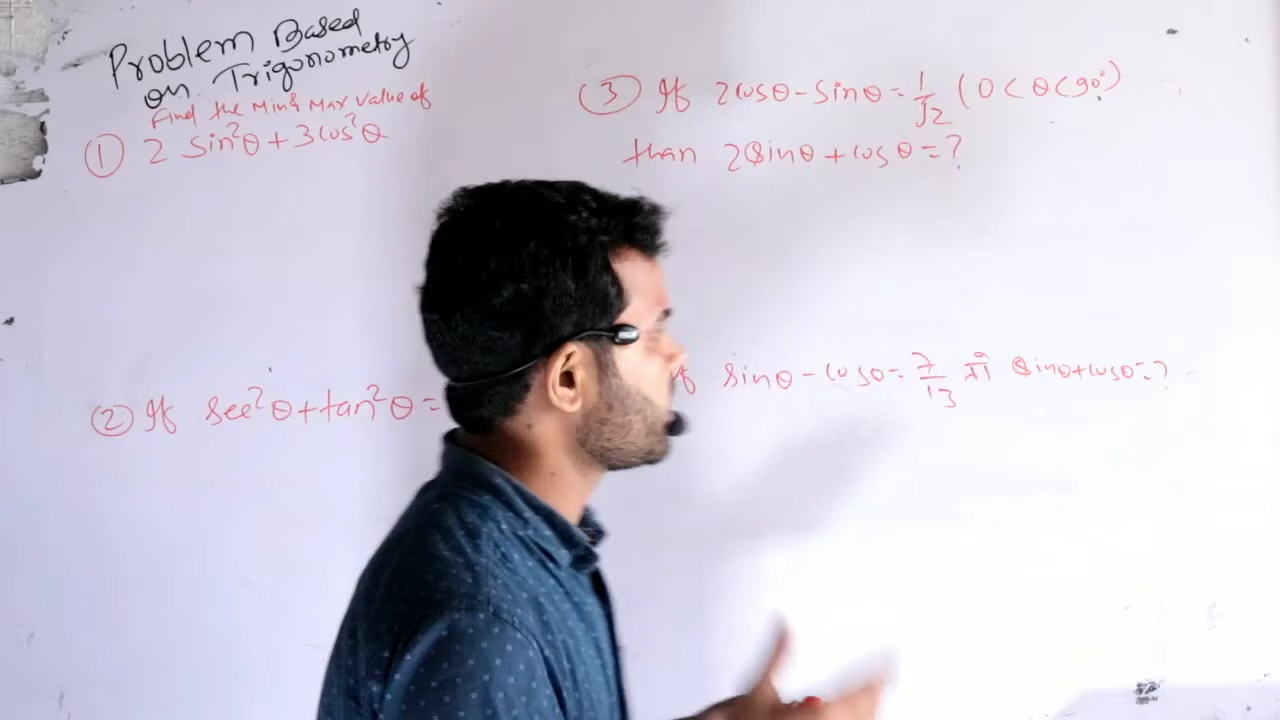 Problem Based
on Trigonometry
Find the Min & Max value of
① 2 sin²θ + 3cos²θ
② If sec²θ + tan²θ =
③ If 2cosθ - sinθ = 1/√2 (0 < θ < 90°)
than 2sinθ + cosθ = ?
sinθ - cosθ = 7/13 sinθ + cosθ = ?